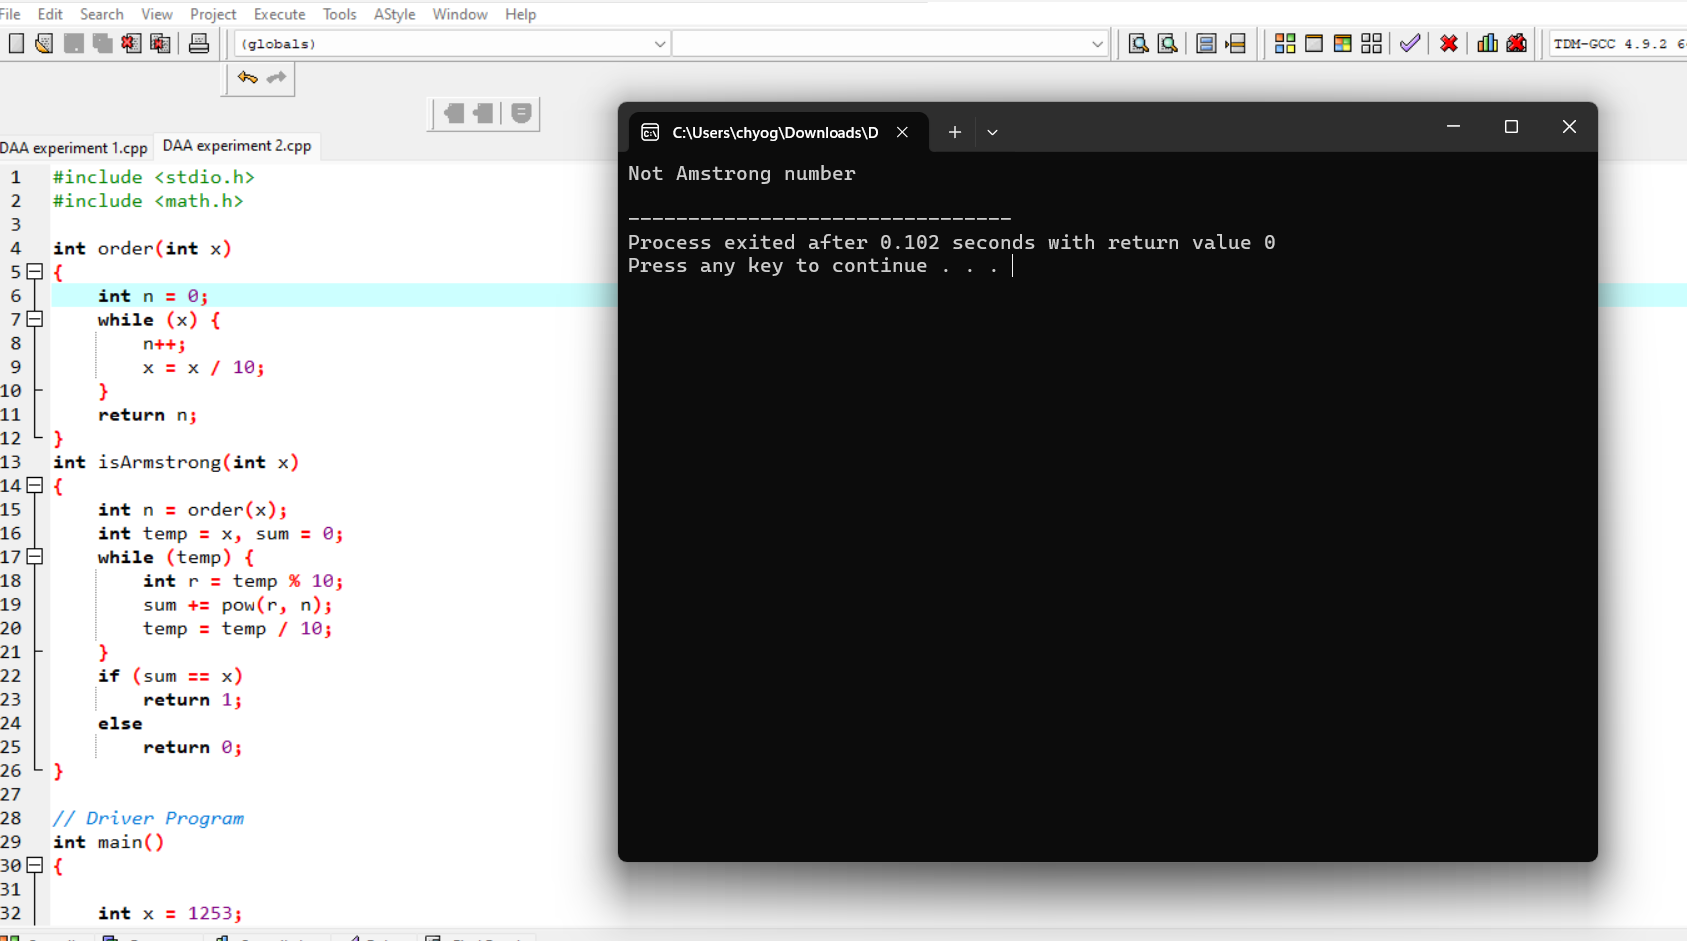 File Edit Search View Project Execute Tools AStyle Window Help
(globals)
TDM-GCC 4.9.2
DAA experiment 1.cpp DAA experiment 2.cpp
1 #include <stdio.h>
2 #include <math.h>
3
4 int order(int x)
5 {
6 int n = 0;
7 while (x) {
8 n++;
9 x = x / 10;
10 }
11 return n;
12 }
13 int isArmstrong(int x)
14 {
15 int n = order(x);
16 int temp = x, sum = 0;
17 while (temp) {
18 int r = temp % 10;
19 sum += pow(r, n);
20 temp = temp / 10;
21 }
22 if (sum == x)
23 return 1;
24 else
25 return 0;
26 }
27
28 // Driver Program
29 int main()
30 {
31
32 int x = 1253;
C:\Users\chyog\Downloads\D
Not Amstrong number
--------------------------------
Process exited after 0.102 seconds with return value 0
Press any key to continue . . .